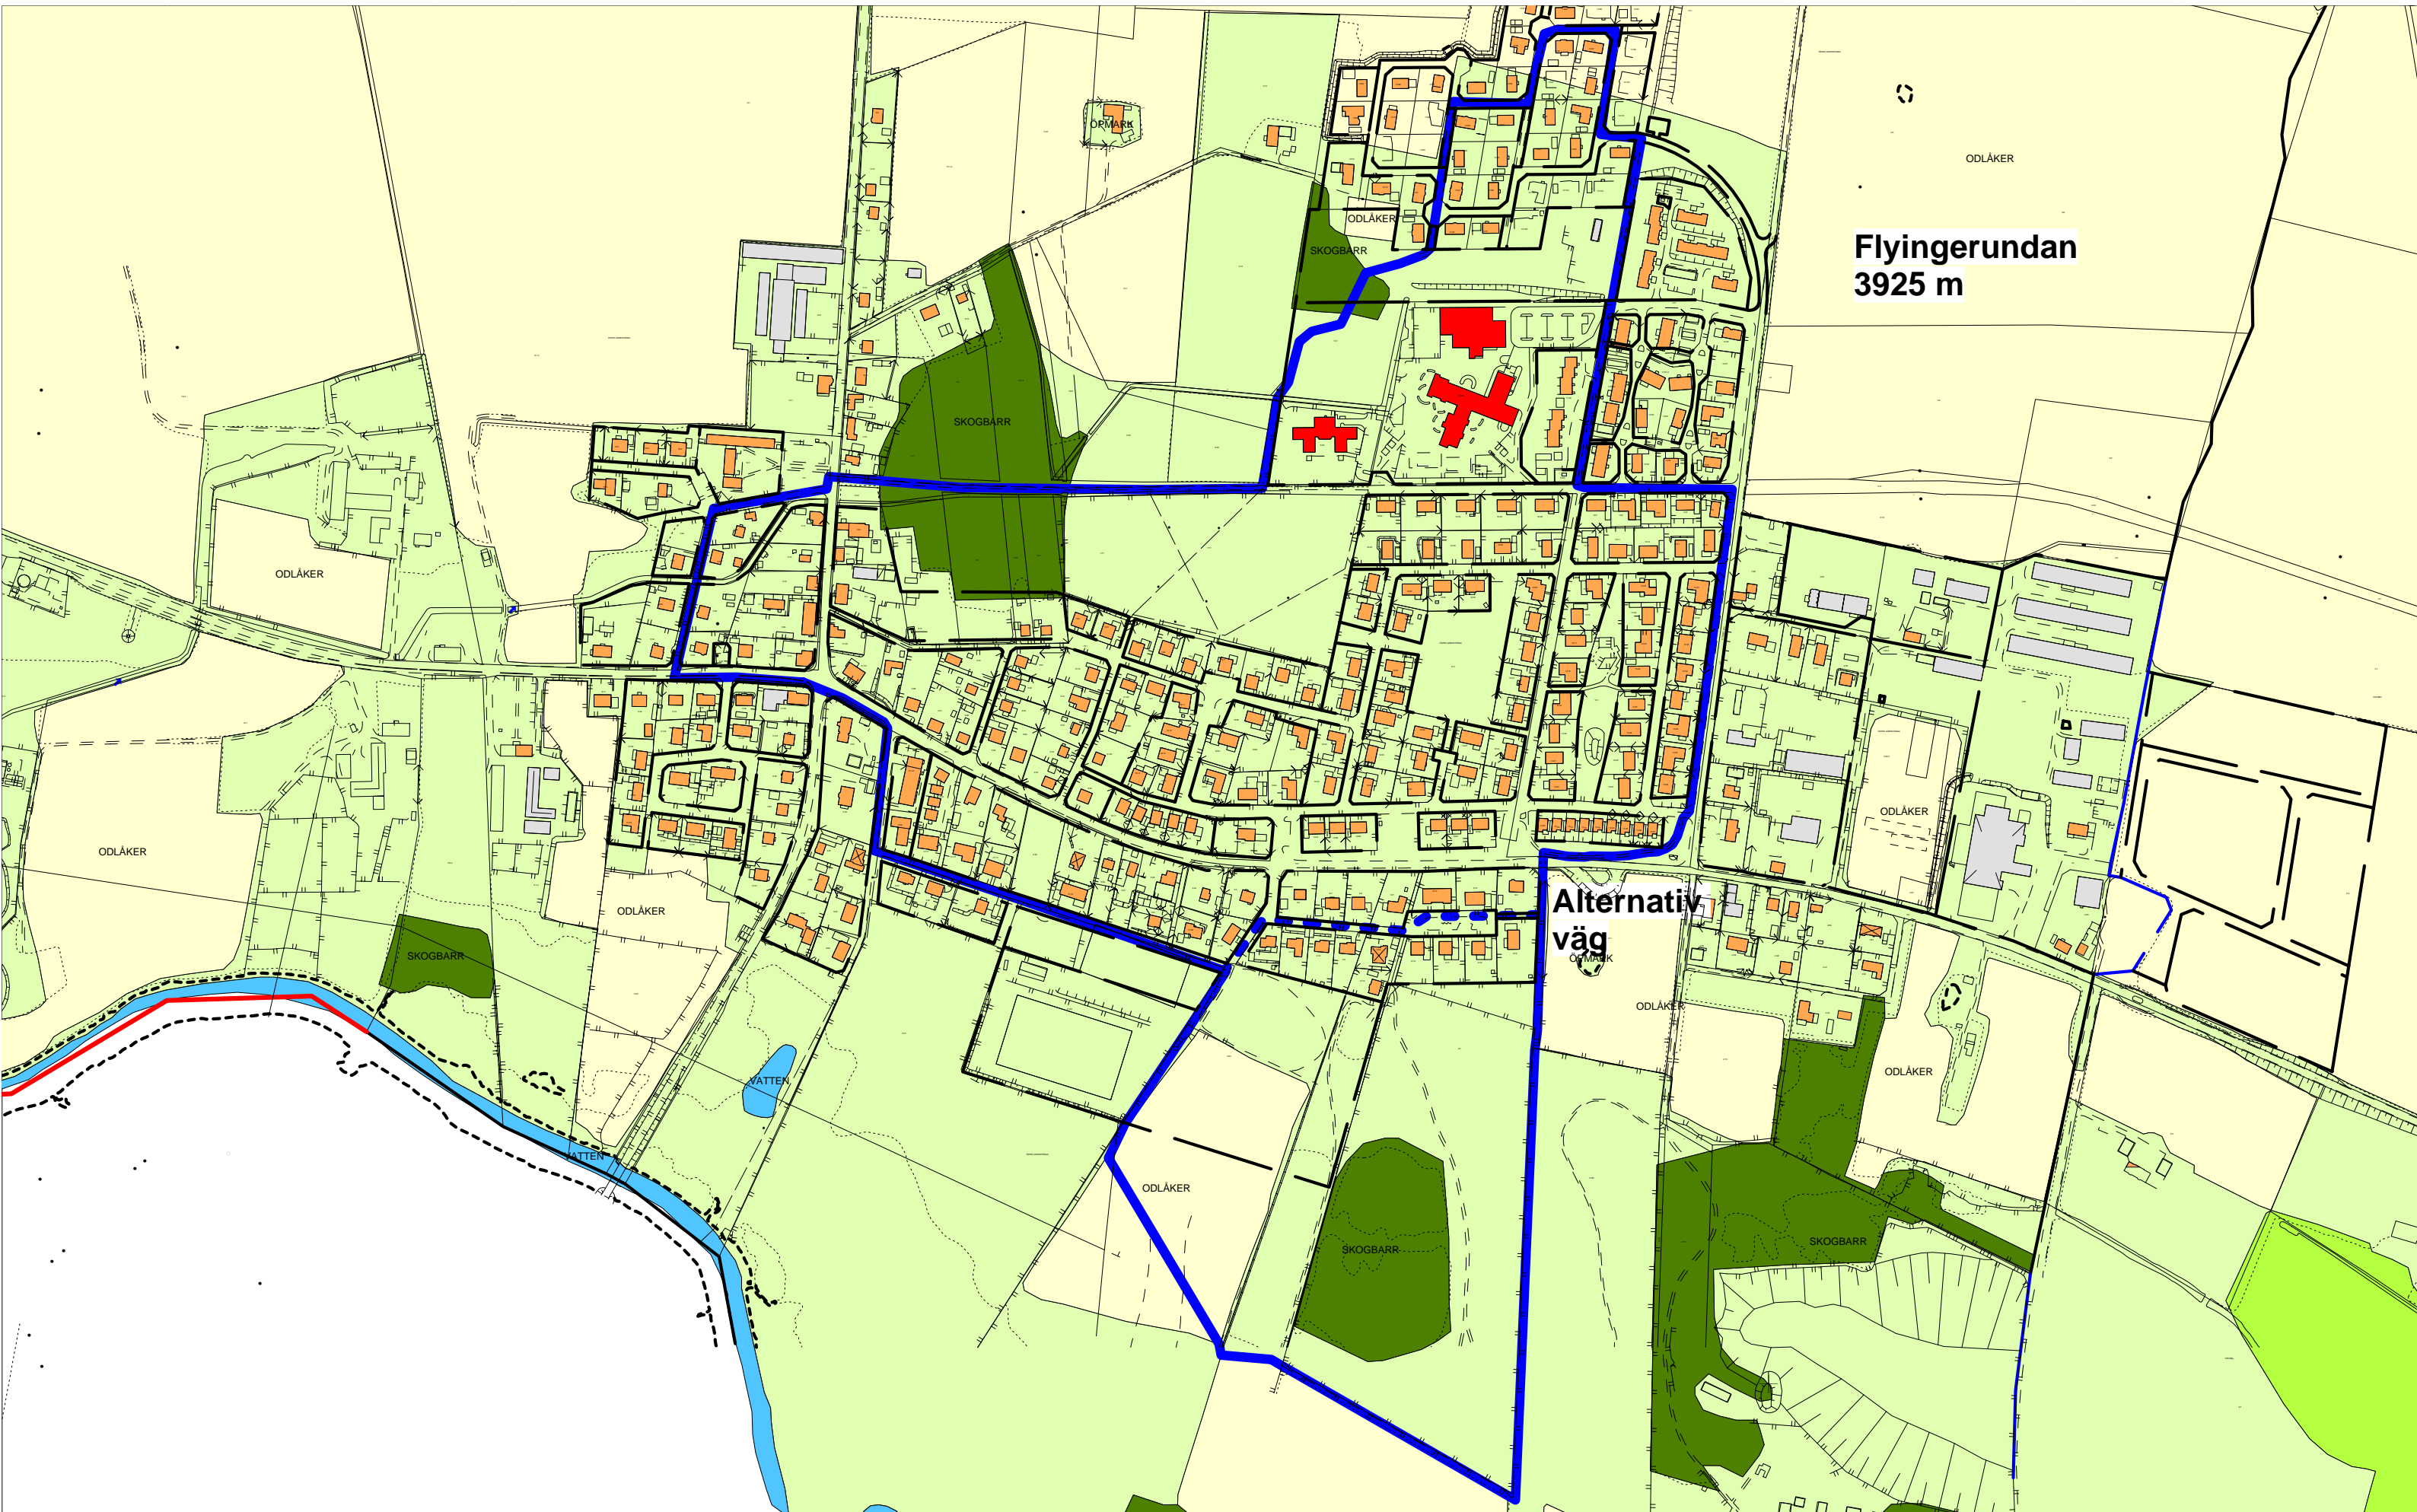 ÖPMARK
ODLÅKER
ODLÅKER
SKOGBARR
Flyingerundan
3925 m
SKOGBARR
ODLÅKER
ODLÅKER
ODLÅKER
Alternativ
väg
ODLÅKER
SKOGBARR
ÖPMARK
ODLÅKER
ODLÅKER
VATTEN
VATTEN
ODLÅKER
SKOGBARR
SKOGBARR